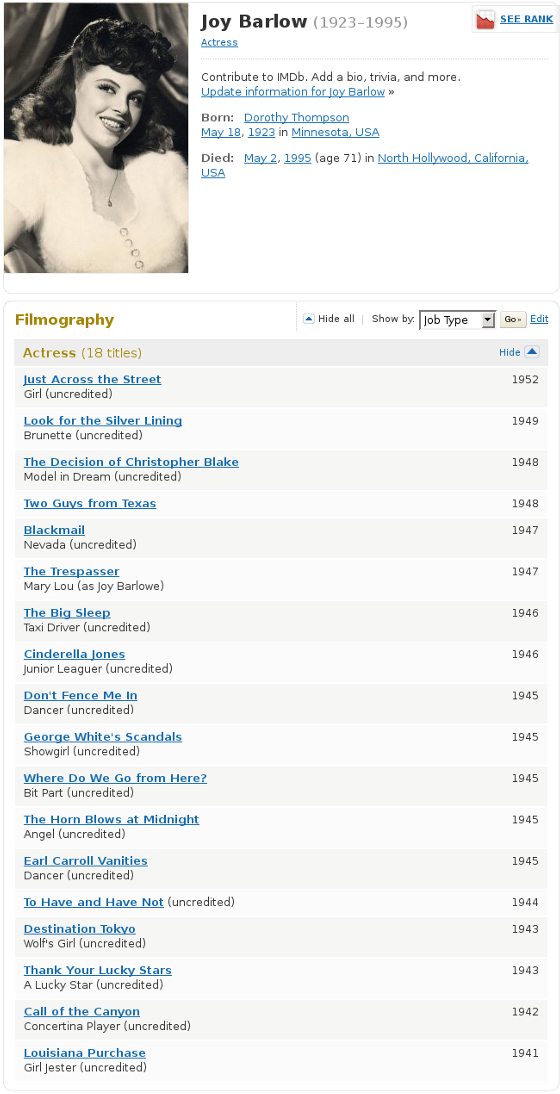 Joy Barlow (1923–1995)
SEE RANK
Actress
Contribute to IMDb. Add a bio, trivia, and more.
Update information for Joy Barlow »
Born: Dorothy Thompson
May 18, 1923 in Minnesota, USA
Died: May 2, 1995 (age 71) in North Hollywood, California,
USA
Filmography
Hide all | Show by: Job Type Go» Edit
Actress (18 titles) Hide
Just Across the Street 1952
Girl (uncredited)
Look for the Silver Lining 1949
Brunette (uncredited)
The Decision of Christopher Blake 1948
Model in Dream (uncredited)
Two Guys from Texas 1948
Blackmail 1947
Nevada (uncredited)
The Trespasser 1947
Mary Lou (as Joy Barlowe)
The Big Sleep 1946
Taxi Driver (uncredited)
Cinderella Jones 1946
Junior Leaguer (uncredited)
Don't Fence Me In 1945
Dancer (uncredited)
George White's Scandals 1945
Showgirl (uncredited)
Where Do We Go from Here? 1945
Bit Part (uncredited)
The Horn Blows at Midnight 1945
Angel (uncredited)
Earl Carroll Vanities 1945
Dancer (uncredited)
To Have and Have Not (uncredited) 1944
Destination Tokyo 1943
Wolf's Girl (uncredited)
Thank Your Lucky Stars 1943
A Lucky Star (uncredited)
Call of the Canyon 1942
Concertina Player (uncredited)
Louisiana Purchase 1941
Girl Jester (uncredited)